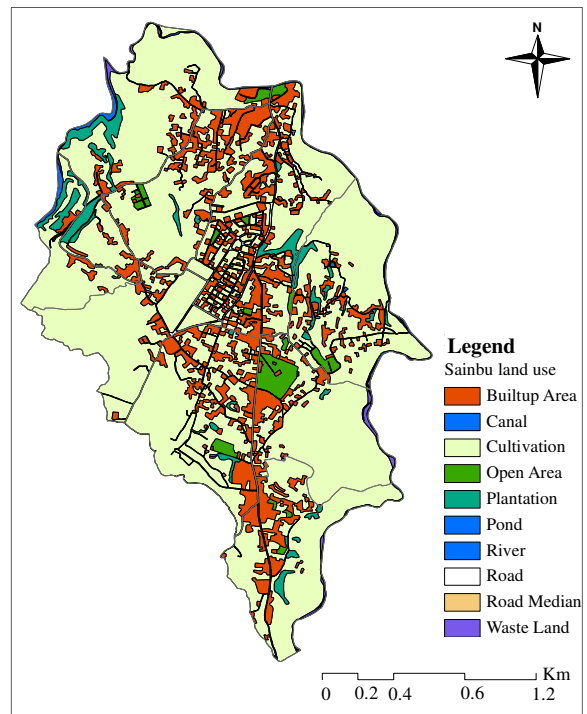 N
Legend
Sainbu land use
Builtup Area
Canal
Cultivation
Open Area
Plantation
Pond
River
Road
Road Median
Waste Land
Km
0 0.2 0.4 0.6 1.2